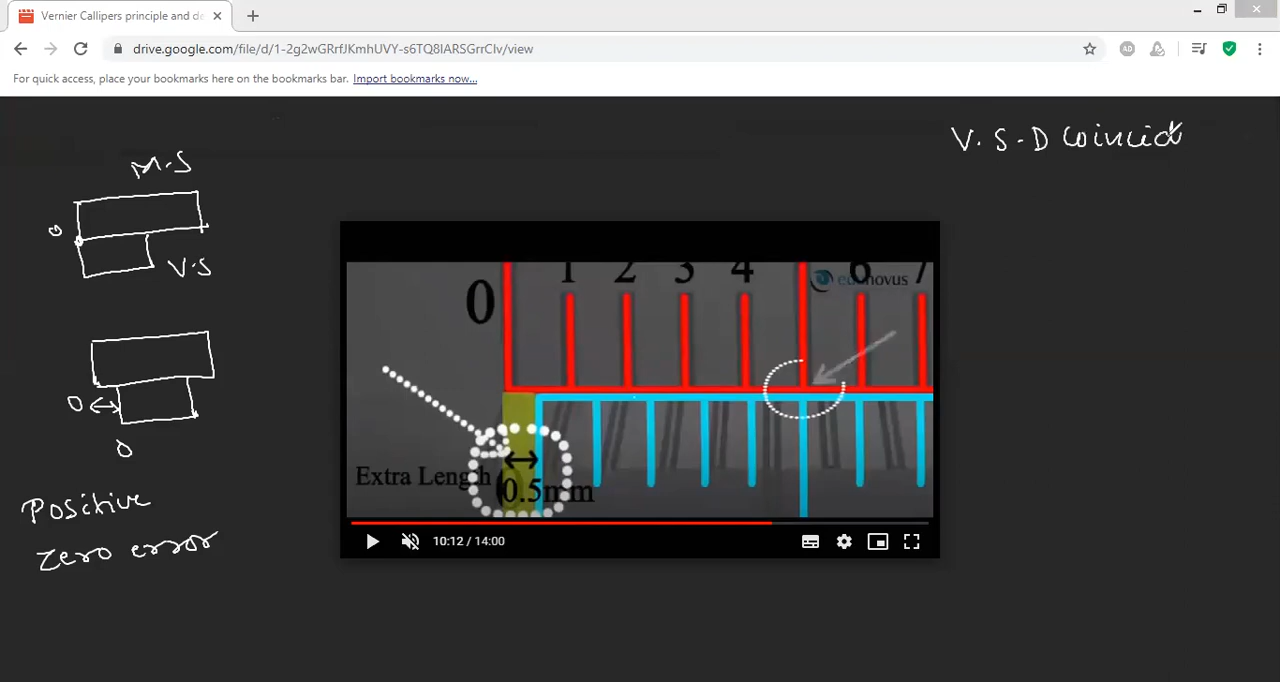 Vernier Callipers principle and de
drive.google.com/file/d/1-2g2wGRrfJKmhUVY-s6TQ8IARSGrrCIv/view
For quick access, place your bookmarks here on the bookmarks bar. Import bookmarks now...
V.S.D coincid
M.S
0
V.S
0
0
Positive
Zero error
0 1 2 3 4 6 7
edunovus
Extra Length (0.5mm
10:12 / 14:00